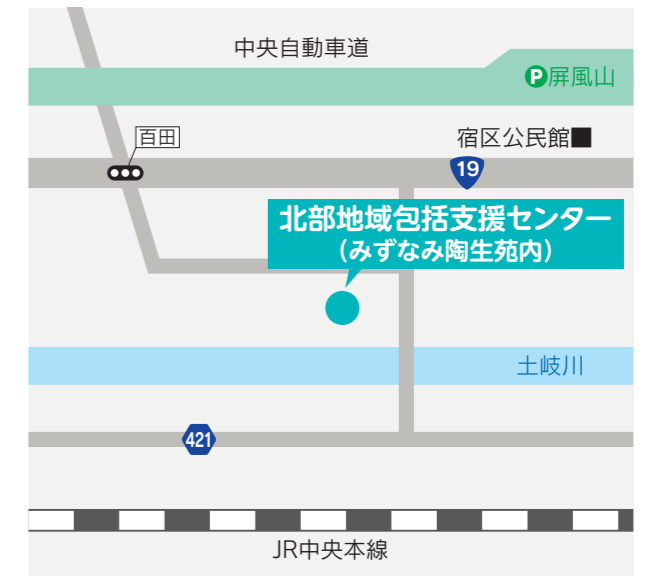 中央自動車道
P屏風山
百田
宿区公民館■
19
北部地域包括支援センター
(みずなみ陶生苑内)
土岐川
421
JR中央本線